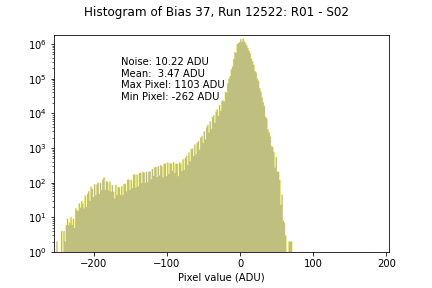 Histogram of Bias 37, Run 12522: R01 - S02
10⁶
10⁵
10⁴
10³
10²
10¹
10⁰
Noise: 10.22 ADU
Mean:  3.47 ADU
Max Pixel: 1103 ADU
Min Pixel: -262 ADU
−200 −100 0 100 200
Pixel value (ADU)